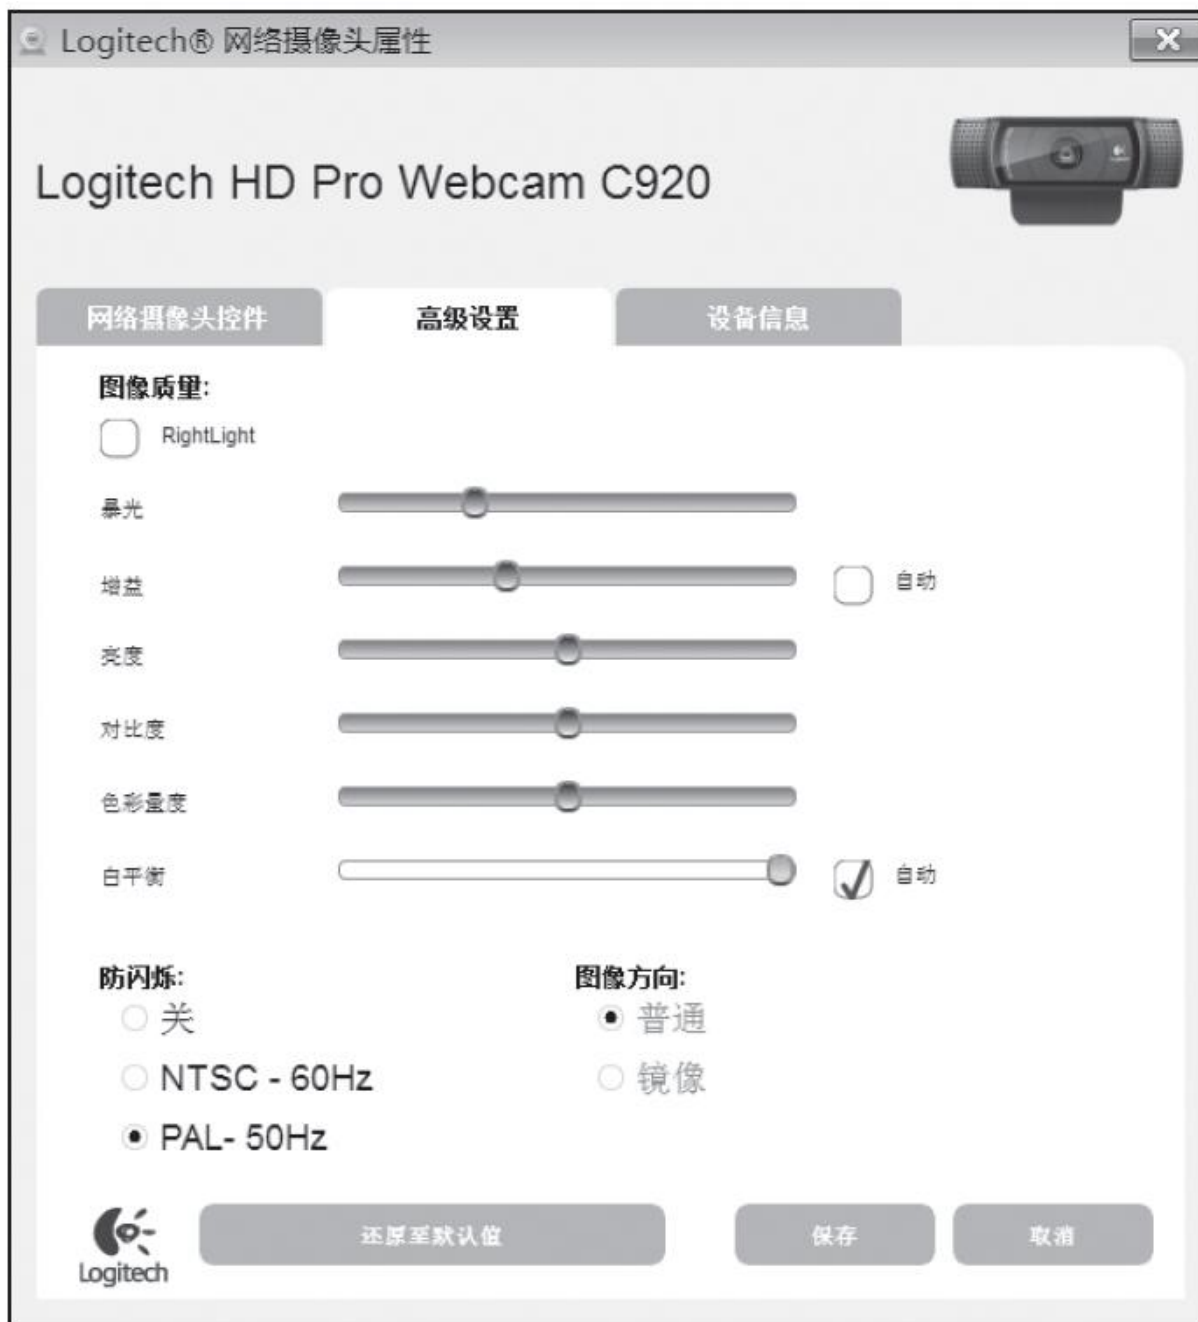 Logitech® 网络摄像头属性
Logitech HD Pro Webcam C920
网络摄像头控件 高级设置 设备信息
图像质量:
RightLight
暴光
增益 自动
亮度
对比度
色彩量度
白平衡 自动
防闪烁: 图像方向:
关 普通
NTSC - 60Hz 镜像
PAL- 50Hz
还原至默认值 保存 取消
Logitech